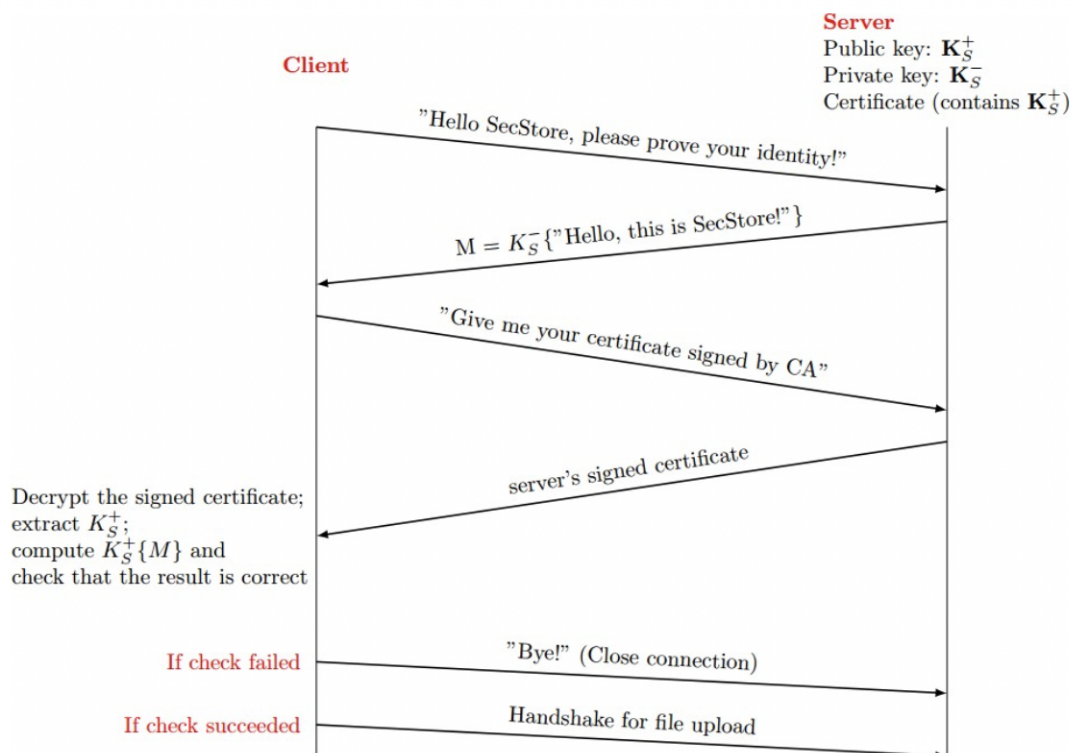 Server
Public key: K_S^+
Private key: K_S^-
Certificate (contains K_S^+)
Client
"Hello SecStore, please prove your identity!"
M = K_S^-{"Hello, this is SecStore!"}
"Give me your certificate signed by CA"
server's signed certificate
Decrypt the signed certificate;
extract K_S^+;
compute K_S^+{M} and
check that the result is correct
If check failed
"Bye!" (Close connection)
If check succeeded
Handshake for file upload